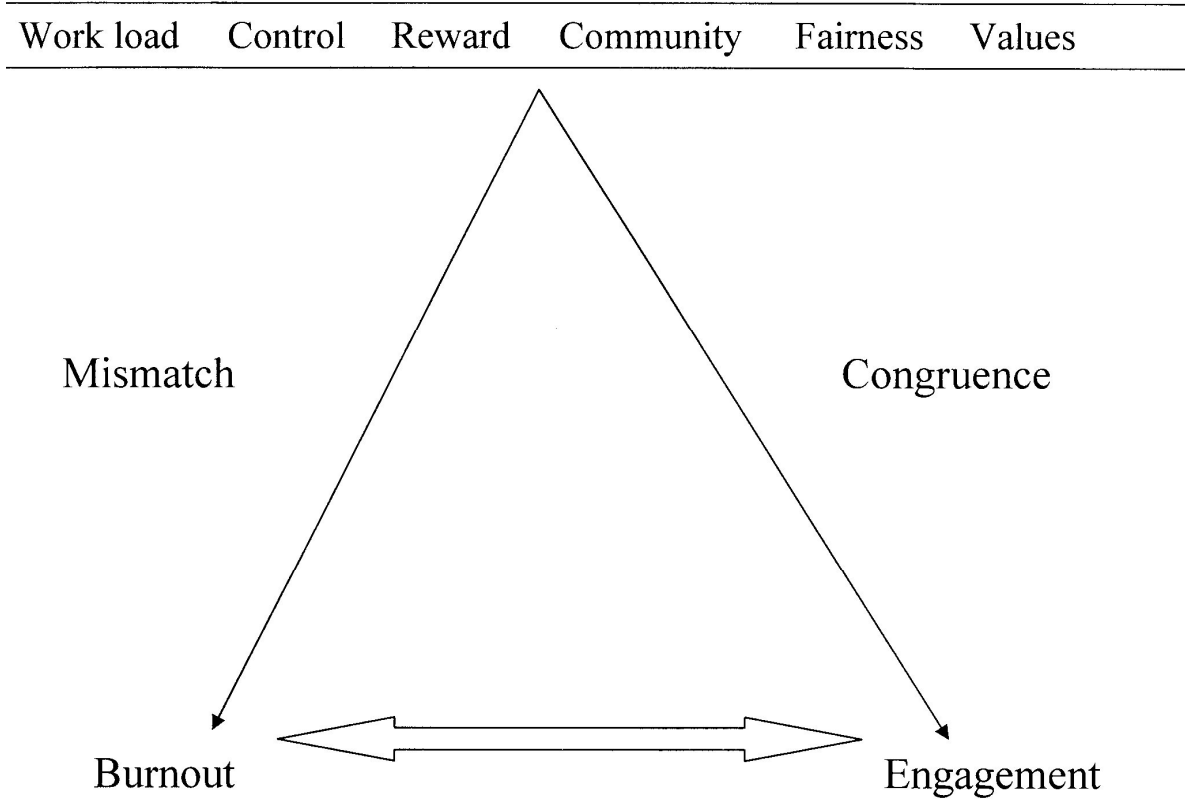 Work load Control Reward Community Fairness Values
Mismatch Congruence
Burnout Engagement